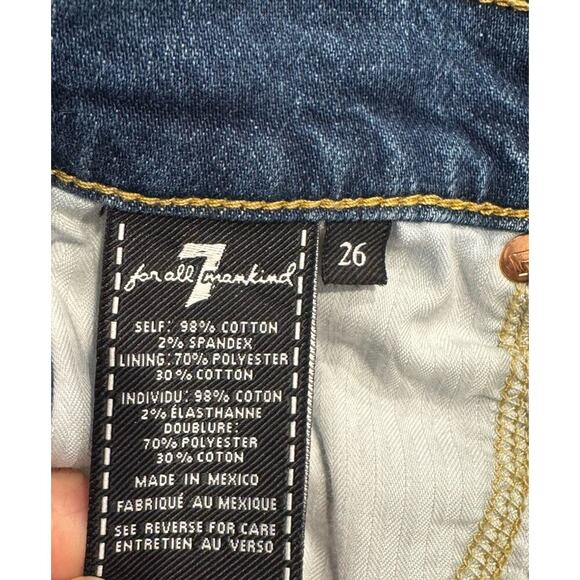 7
for all mankind
26
SELF: 98% COTTON
2% SPANDEX
LINING: 70% POLYESTER
30% COTTON
INDIVIDU: 98% COTON
2% ÉLASTHANNE
DOUBLURE:
70% POLYESTER
30% COTON
MADE IN MEXICO
FABRIQUÉ AU MEXIQUE
SEE REVERSE FOR CARE
ENTRETIEN AU VERSO